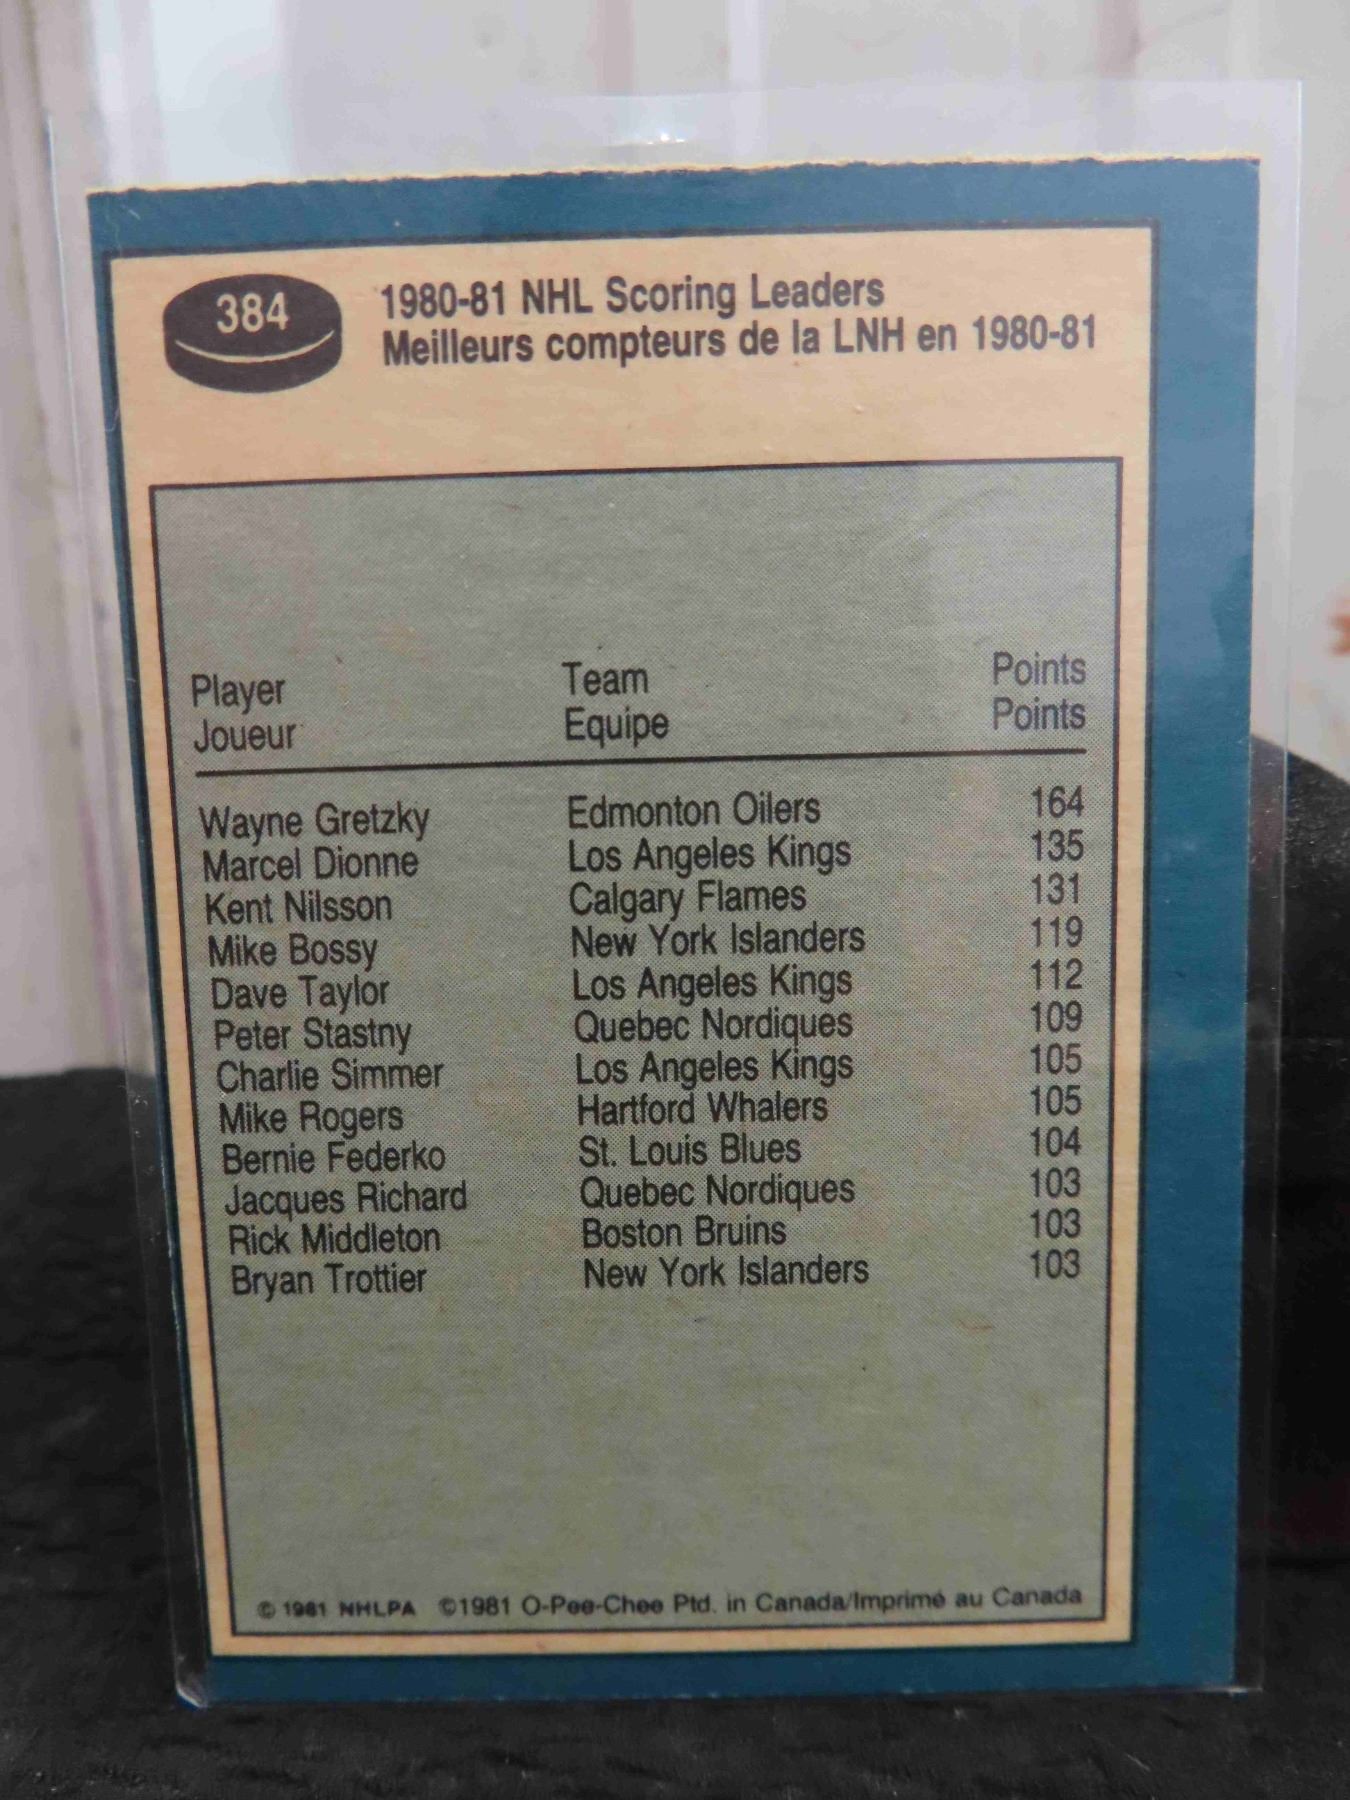 384
1980-81 NHL Scoring Leaders
Meilleurs compteurs de la LNH en 1980-81
Player Team Points
Joueur Equipe Points
Wayne Gretzky Edmonton Oilers 164
Marcel Dionne Los Angeles Kings 135
Kent Nilsson Calgary Flames 131
Mike Bossy New York Islanders 119
Dave Taylor Los Angeles Kings 112
Peter Stastny Quebec Nordiques 109
Charlie Simmer Los Angeles Kings 105
Mike Rogers Hartford Whalers 105
Bernie Federko St. Louis Blues 104
Jacques Richard Quebec Nordiques 103
Rick Middleton Boston Bruins 103
Bryan Trottier New York Islanders 103
© 1981 NHLPA ©1981 O-Pee-Chee Ptd. in Canada/Imprimé au Canada